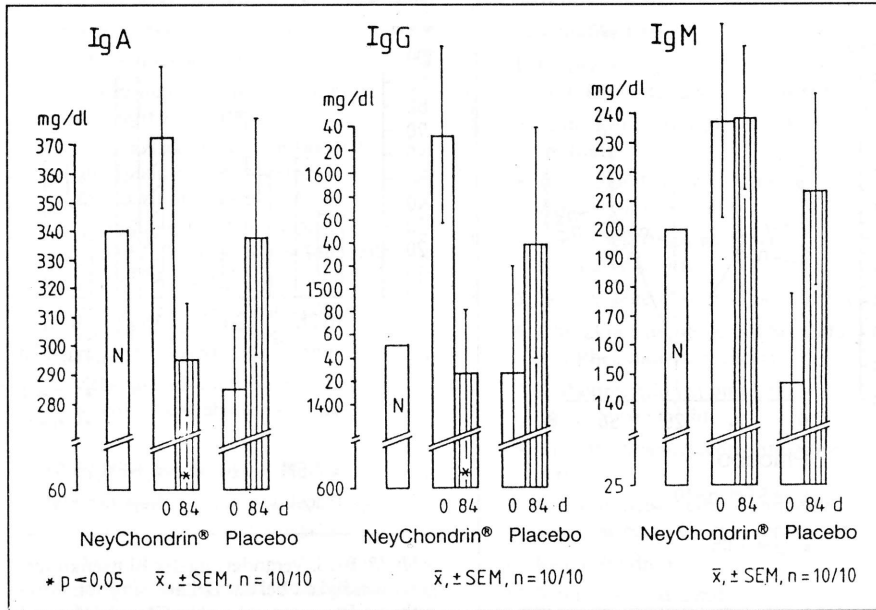 IgA
mg/dl
370
360
350
340
330
320
310
300
290
280
60
N
*
0 84
0 84 d
NeyChondrin® Placebo
* p < 0,05 x̄, ± SEM, n = 10/10
IgG
mg/dl
40
20
1600
80
60
40
20
1500
80
60
40
20
1400
600
N
*
0 84
0 84 d
NeyChondrin® Placebo
x̄, ± SEM, n = 10/10
IgM
mg/dl
240
230
220
210
200
190
180
170
160
150
140
25
N
0 84
0 84 d
NeyChondrin® Placebo
x̄, ± SEM, n = 10/10